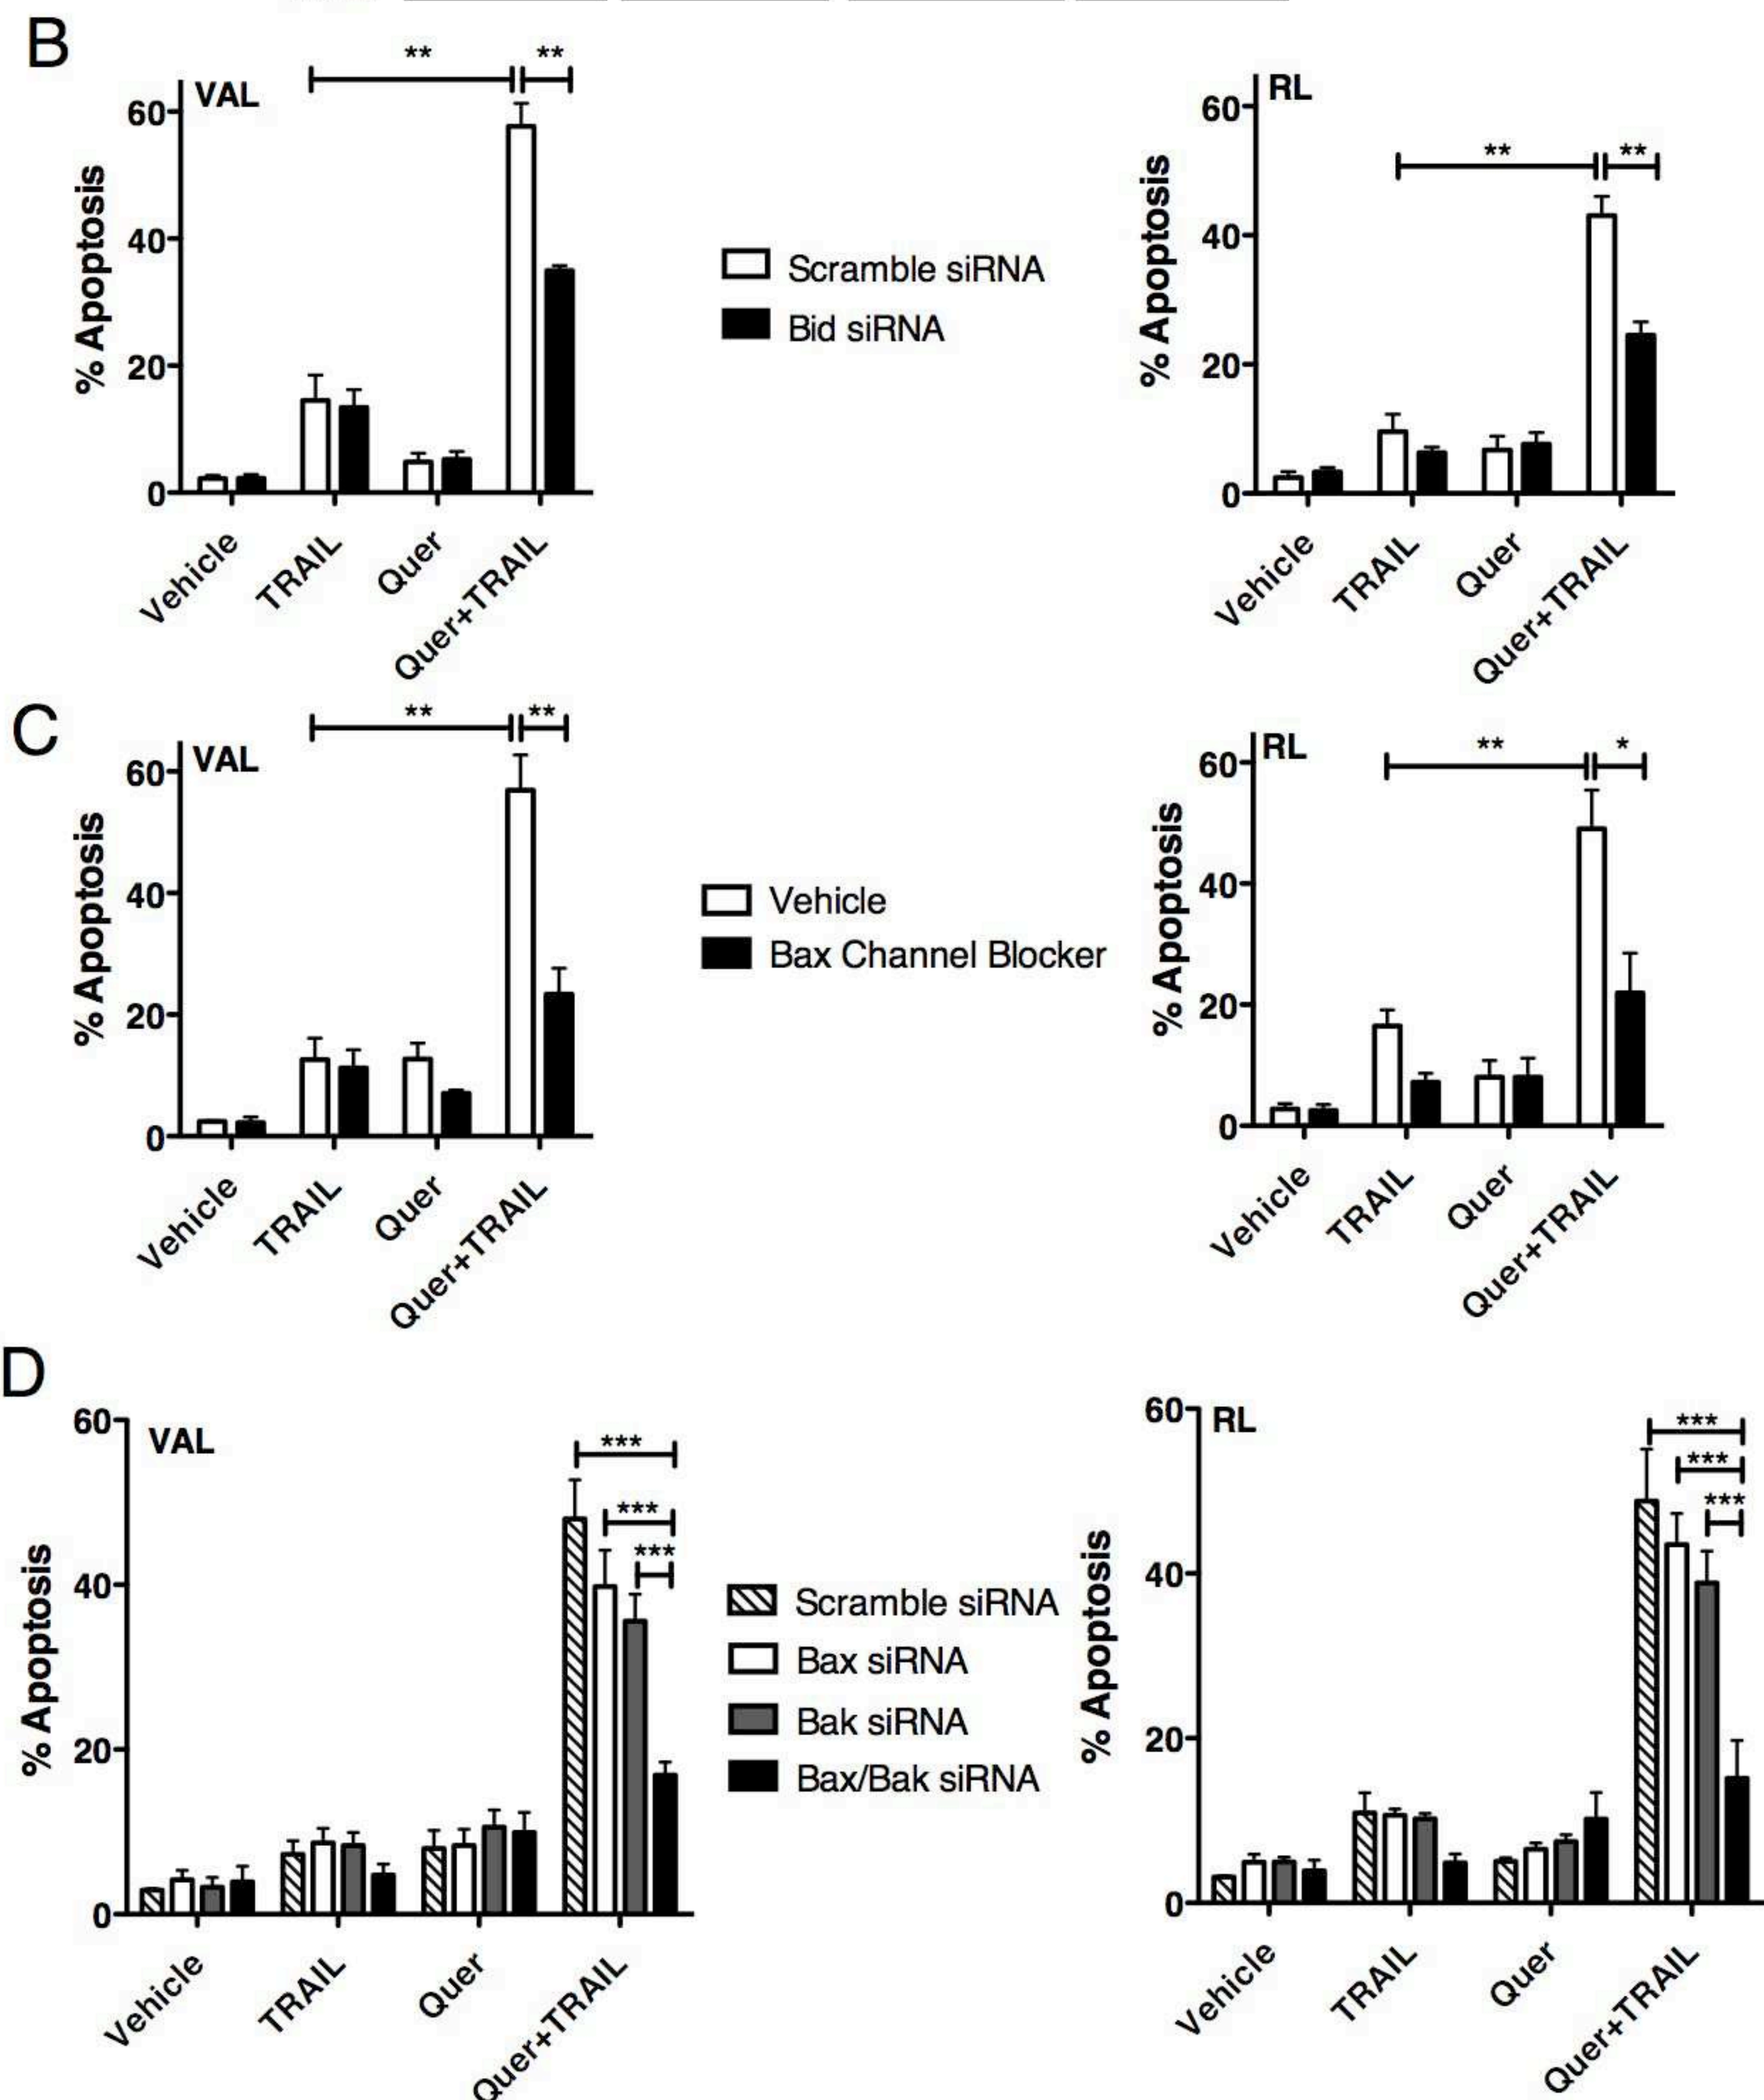 B
VAL
** **
% Apoptosis
60
40
20
0
Vehicle
TRAIL
Quer
Quer+TRAIL
Scramble siRNA
Bid siRNA
RL
** **
% Apoptosis
60
40
20
0
Vehicle
TRAIL
Quer
Quer+TRAIL
C
VAL
** **
% Apoptosis
60
40
20
0
Vehicle
TRAIL
Quer
Quer+TRAIL
Vehicle
Bax Channel Blocker
RL
** *
% Apoptosis
60
40
20
0
Vehicle
TRAIL
Quer
Quer+TRAIL
D
VAL
***
***
***
% Apoptosis
60
40
20
0
Vehicle
TRAIL
Quer
Quer+TRAIL
Scramble siRNA
Bax siRNA
Bak siRNA
Bax/Bak siRNA
RL
***
***
***
% Apoptosis
60
40
20
0
Vehicle
TRAIL
Quer
Quer+TRAIL